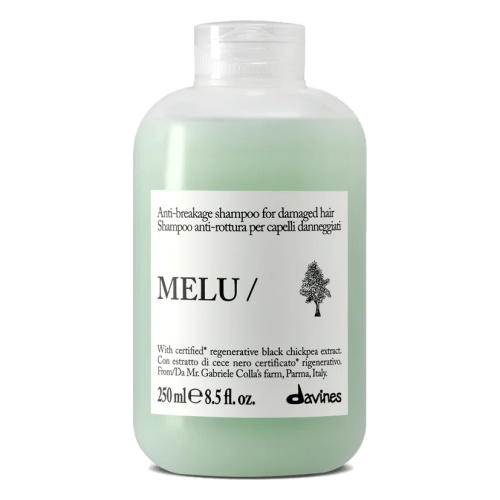 Anti-breakage shampoo for damaged hair
Shampoo anti-rottura per capelli danneggiati
MELU /
With certified* regenerative black chickpea extract.
Con estratto di cece nero certificato* rigenerativo.
From/Da Mr. Gabriele Colla's farm, Parma, Italy.
250 ml ℮ 8.5 fl. oz.
davines